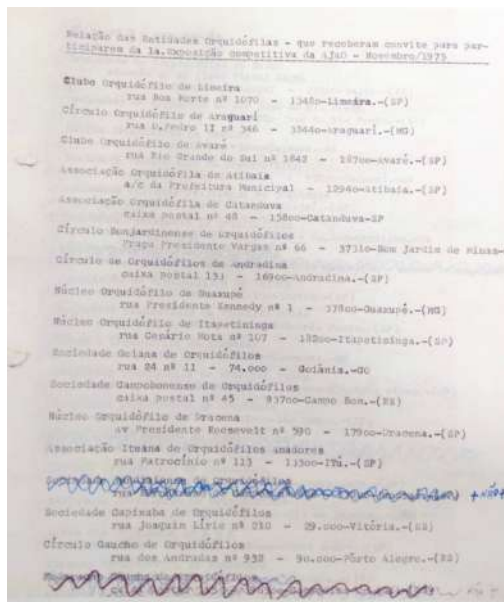 Relação das Entidades Orquidófilas - que receberam convite para par-
ticiparem da 1a.Exposição competitiva da AJAO - Novembro/1975
Clube Orquidófilo de Limeira
rua Boa Morte nº 1070 - 13480-Limeira.-(SP)
Círculo Orquidófilo de Araguari
rua D.Pedro II nº 346 - 38440-Araguari.-(MG)
Clube Orquidófilo de Avaré
rua Rio Grande do Sul nº 1842 - 18700-Avaré.-(SP)
Associação Orquidófila de Atibaia
a/c da Prefeitura Municipal - 12940-Atibaia.-(SP)
Associação Orquidófila de Catanduva
caixa postal nº 48 - 15800-Catanduva-SP
Círculo Bonjardinense de Orquidófilos
Praça Presidente Vargas nº 66 - 37310-Bom Jardim de Minas-
Círculo de Orquidófilos de Andradina
caixa postal 153 - 16900-Andradina.-(SP)
Núcleo Orquidófilo de Guaxupé
rua Presidente Kennedy nº 1 - 37800-Guaxupé.-(MG)
Núcleo Orquidófilo de Itapetininga
rua Cesário Mota nº 107 - 18200-Itapetininga.-(SP)
Sociedade Goiana de Orquidófilos
rua 24 nº 11 - 74.000 - Goiânia.-GO
Sociedade Campobonense de Orquidófilos
caixa postal nº 45 - 93700-Campo Bom.-(RS)
Núcleo Orquidófilo de Dracena
av Presidente Roosevelt nº 590 - 17900-Dracena.-(SP)
Associação Ituana de Orquidófilos amadores
rua Patrocínio nº 113 - 13300-Itú.-(SP)
Sociedade Orquidófilos
rua
Sociedade Capixaba de Orquidófilos
rua Joaquim Lírio nº 210 - 29.000-Vitória.-(ES)
Círculo Gaucho de Orquidófilos
rua dos Andradas nº 932 - 90.000-Pôrto Alegre.-(RS)